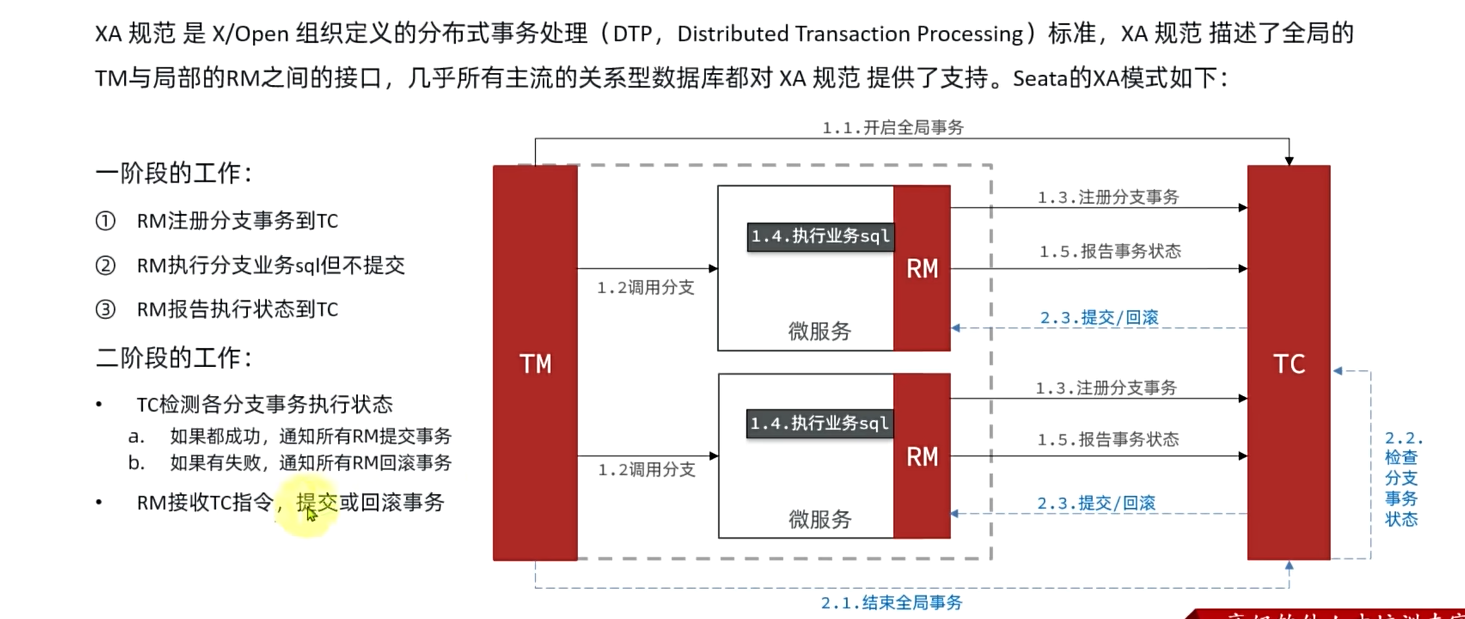 XA 规范 是 X/Open 组织定义的分布式事务处理（DTP，Distributed Transaction Processing）标准，XA 规范 描述了全局的
TM与局部的RM之间的接口，几乎所有主流的关系型数据库都对 XA 规范 提供了支持。Seata的XA模式如下：
一阶段的工作：
① RM注册分支事务到TC
② RM执行分支业务sql但不提交
③ RM报告执行状态到TC
二阶段的工作：
• TC检测各分支事务执行状态
a. 如果都成功，通知所有RM提交事务
b. 如果有失败，通知所有RM回滚事务
• RM接收TC指令，提交或回滚事务
1.1.开启全局事务
TM
1.2调用分支
1.4.执行业务sql
RM
微服务
1.3.注册分支事务
1.5.报告事务状态
2.3.提交/回滚
1.2调用分支
1.4.执行业务sql
RM
微服务
1.3.注册分支事务
1.5.报告事务状态
2.3.提交/回滚
TC
2.2.
检查
分支
事务
状态
2.1.结束全局事务